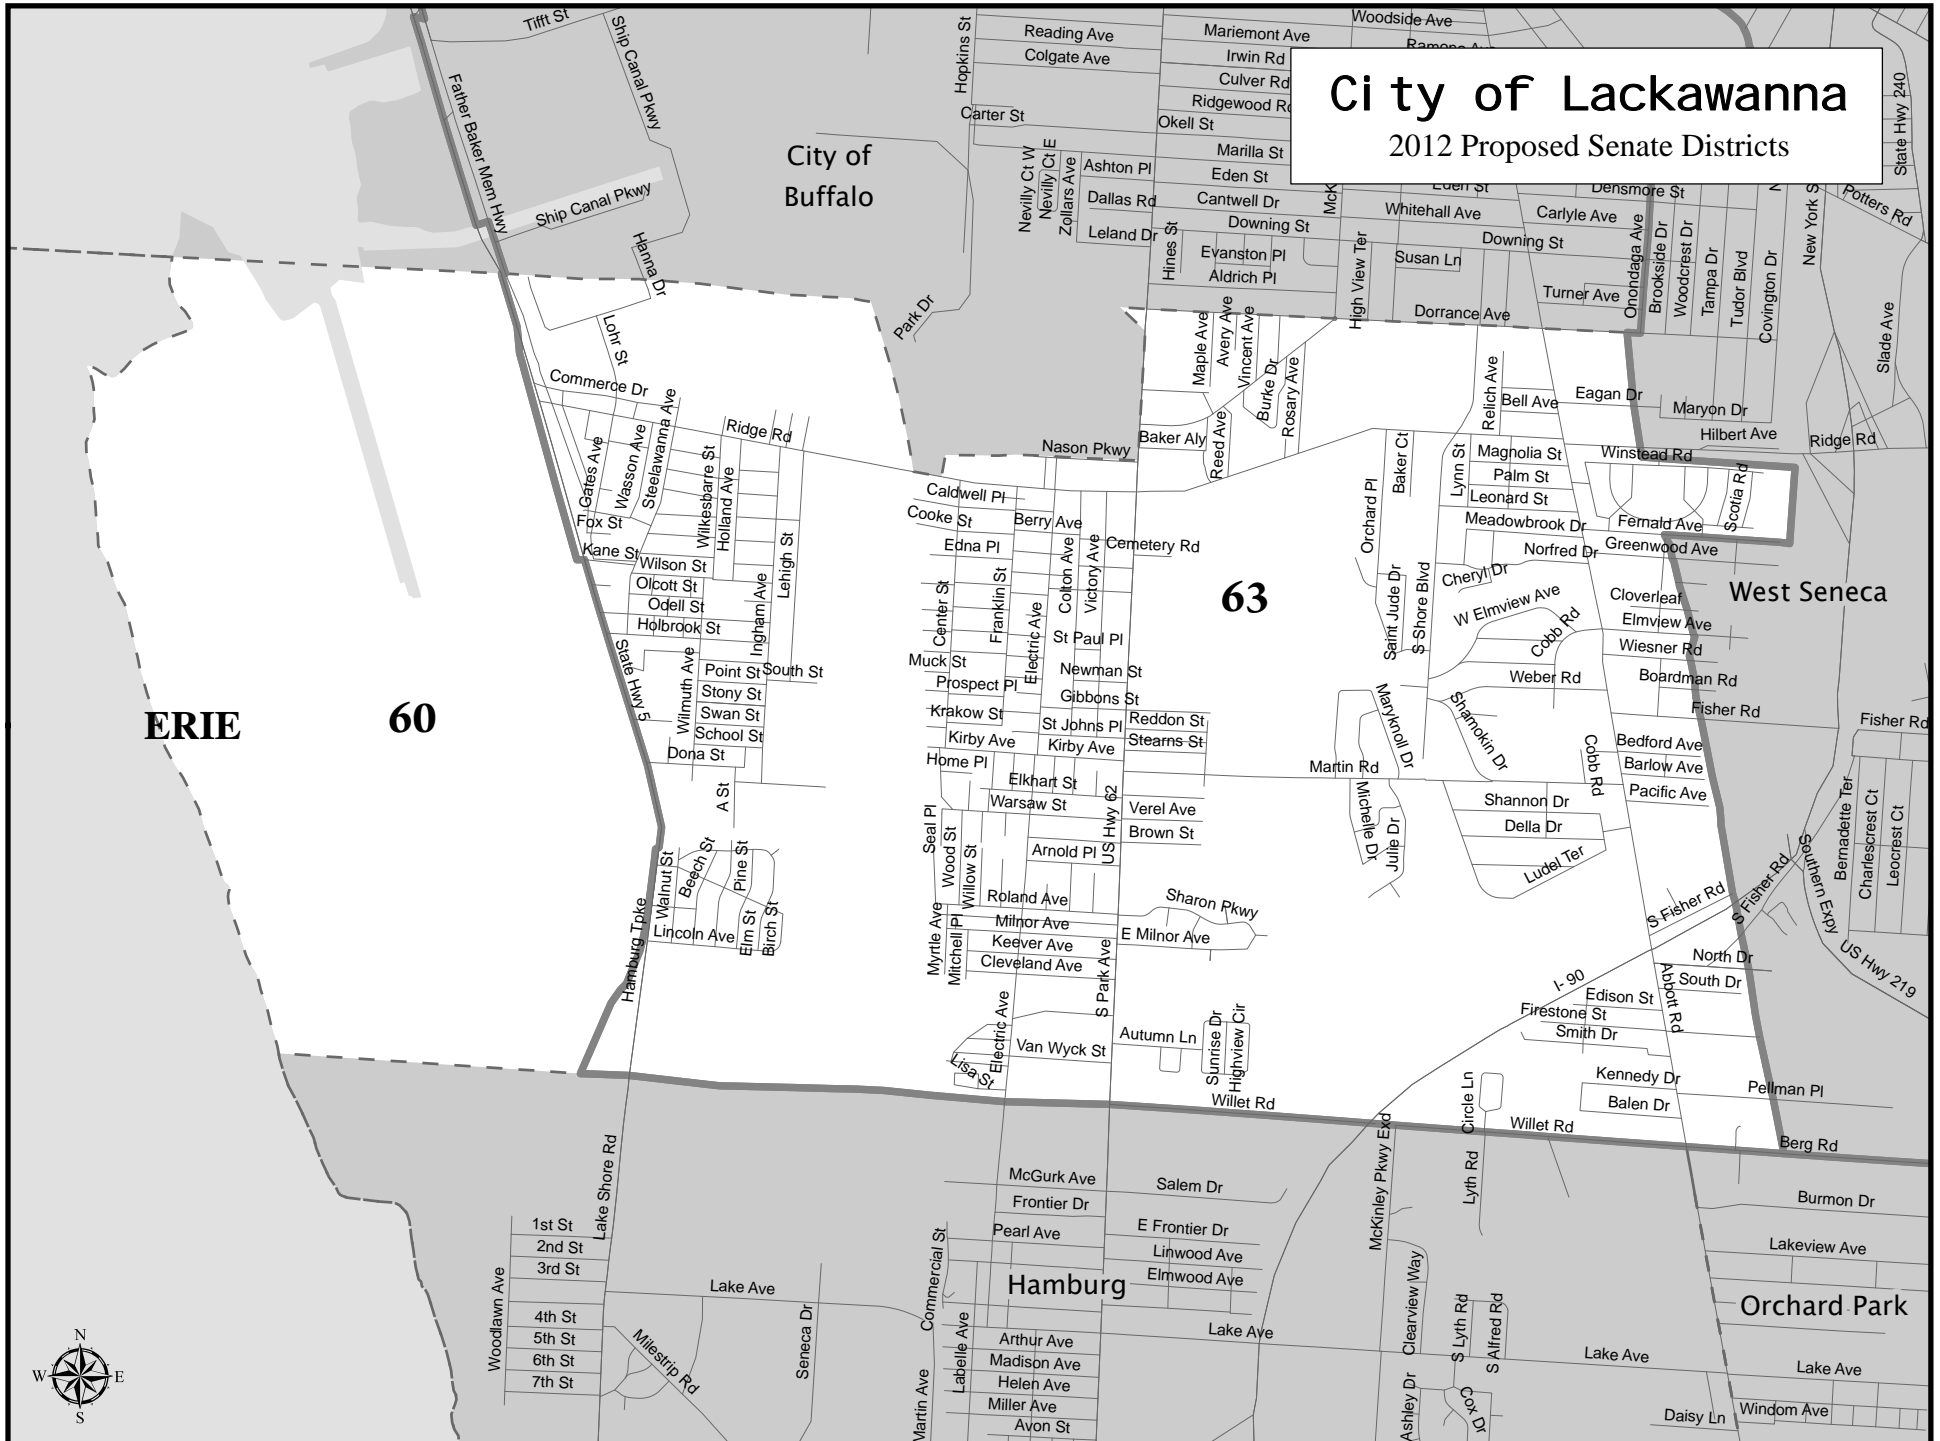 City of Lackawanna
2012 Proposed Senate Districts
Tifft St
Ship Canal Pkwy
Father Baker Mem Hwy
Ship Canal Pkwy
Hanna Dr
City of
Buffalo
Park Dr
Hopkins St
Reading Ave
Colgate Ave
Carter St
Nevilly Ct W
Nevilly Ct E
Zollars Ave
Ashton Pl
Dallas Rd
Leland Dr
Mariemont Ave
Irwin Rd
Culver Rd
Ridgewood Rd
Okell St
Marilla St
Eden St
Cantwell Dr
Downing St
Hines St
Evanston Pl
Aldrich Pl
Woodside Ave
Eden St
Whitehall Ave
Downing St
Susan Ln
High View Ter
Dorrance Ave
Densmore St
Carlyle Ave
Turner Ave
Onondaga Ave
Brookside Dr
Woodcrest Dr
Tampa Dr
Tudor Blvd
Covington Dr
New York S
Potters Rd
State Hwy 240
Slade Ave
Lohr St
Commerce Dr
Ridge Rd
Gates Ave
Wasson Ave
Steelawanna Ave
Wilkesbarre St
Holland Ave
Lehigh St
Fox St
Kane St
Wilson St
Olcott St
Odell St
Holbrook St
Ingham Ave
State Hwy 5
Wilmuth Ave
Point St
South St
Stony St
Swan St
School St
Dona St
A St
Walnut St
Beech St
Pine St
Elm St
Birch St
Lincoln Ave
Hamburg Tpke
ERIE
60
63
Maple Ave
Avery Ave
Vincent Ave
Burke Dr
Rosary Ave
Reed Ave
Baker Aly
Nason Pkwy
Caldwell Pl
Cooke St
Berry Ave
Edna Pl
Cemetery Rd
Center St
Franklin St
Electric Ave
Colton Ave
Victory Ave
St Paul Pl
Muck St
Newman St
Prospect Pl
Gibbons St
Krakow St
St Johns Pl
Reddon St
Kirby Ave
Kirby Ave
Stearns St
Home Pl
Elkhart St
Warsaw St
US Hwy 62
Verel Ave
Brown St
Seal Pl
Wood St
Willow St
Arnold Pl
Roland Ave
Milnor Ave
Keever Ave
Cleveland Ave
Myrtle Ave
Mitchell Pl
Sharon Pkwy
E Milnor Ave
S Park Ave
Electric Ave
Van Wyck St
Lisa St
Autumn Ln
Sunrise Dr
Highview Cir
Willet Rd
Relich Ave
Bell Ave
Eagan Dr
Maryon Dr
Hilbert Ave
Ridge Rd
Baker Ct
Orchard Pl
Lynn St
Magnolia St
Palm St
Leonard St
Winstead Rd
Scotia Rd
Meadowbrook Dr
Fernald Ave
Norfred Dr
Greenwood Ave
Cheryl Dr
W Elmview Ave
Cobb Rd
Cloverleaf
Elmview Ave
West Seneca
Saint Jude Dr
S Shore Blvd
Wiesner Rd
Weber Rd
Boardman Rd
Fisher Rd
Fisher Rd
Maryknoll Dr
Shamokin Dr
Martin Rd
Cobb Rd
Bedford Ave
Barlow Ave
Pacific Ave
Michelle Dr
Julie Dr
Shannon Dr
Della Dr
Ludel Ter
S Fisher Rd
S Fisher Rd
Southern Expy
Bernadette Ter
Charlescrest Ct
Leocrest Ct
US Hwy 219
North Dr
South Dr
I- 90
Abbott Rd
Edison St
Firestone St
Smith Dr
Kennedy Dr
Balen Dr
Pellman Pl
Circle Ln
Willet Rd
Berg Rd
Lake Shore Rd
McKinley Pkwy Exd
Lyth Rd
McGurk Ave
Salem Dr
Frontier Dr
Pearl Ave
E Frontier Dr
Linwood Ave
Elmwood Ave
Hamburg
Commercial St
1st St
2nd St
3rd St
4th St
5th St
6th St
7th St
Woodlawn Ave
Lake Ave
Milestrip Rd
Seneca Dr
Martin Ave
Labelle Ave
Arthur Ave
Madison Ave
Helen Ave
Miller Ave
Avon St
Lake Ave
Clearview Way
S Lyth Rd
S Alfred Rd
Ashley Dr
Cox Dr
Lake Ave
Burmon Dr
Lakeview Ave
Orchard Park
Lake Ave
Windom Ave
Daisy Ln
N
W
E
S